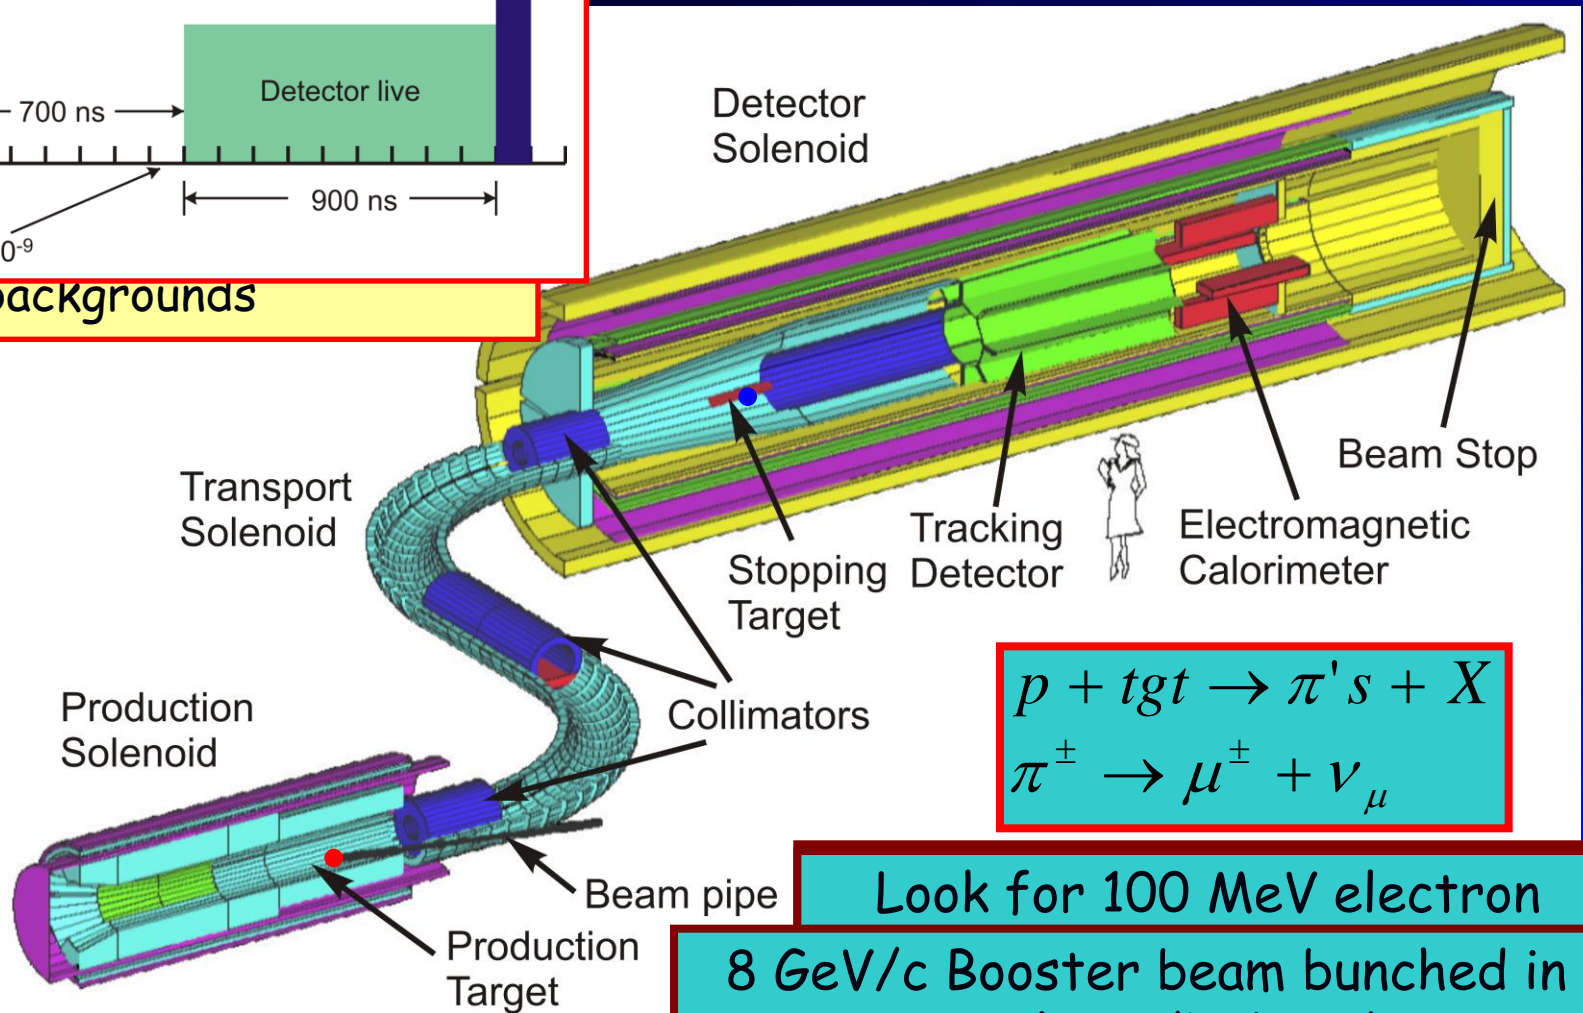 Detector live
700 ns
900 ns
0-9
backgrounds
Detector
Solenoid
Transport
Solenoid
Stopping
Target
Tracking
Detector
Electromagnetic
Calorimeter
Beam Stop
Collimators
Production
Solenoid
p + tgt → π's + X
π± → μ± + νμ
Beam pipe
Production
Target
Look for 100 MeV electron
8 GeV/c Booster beam bunched in